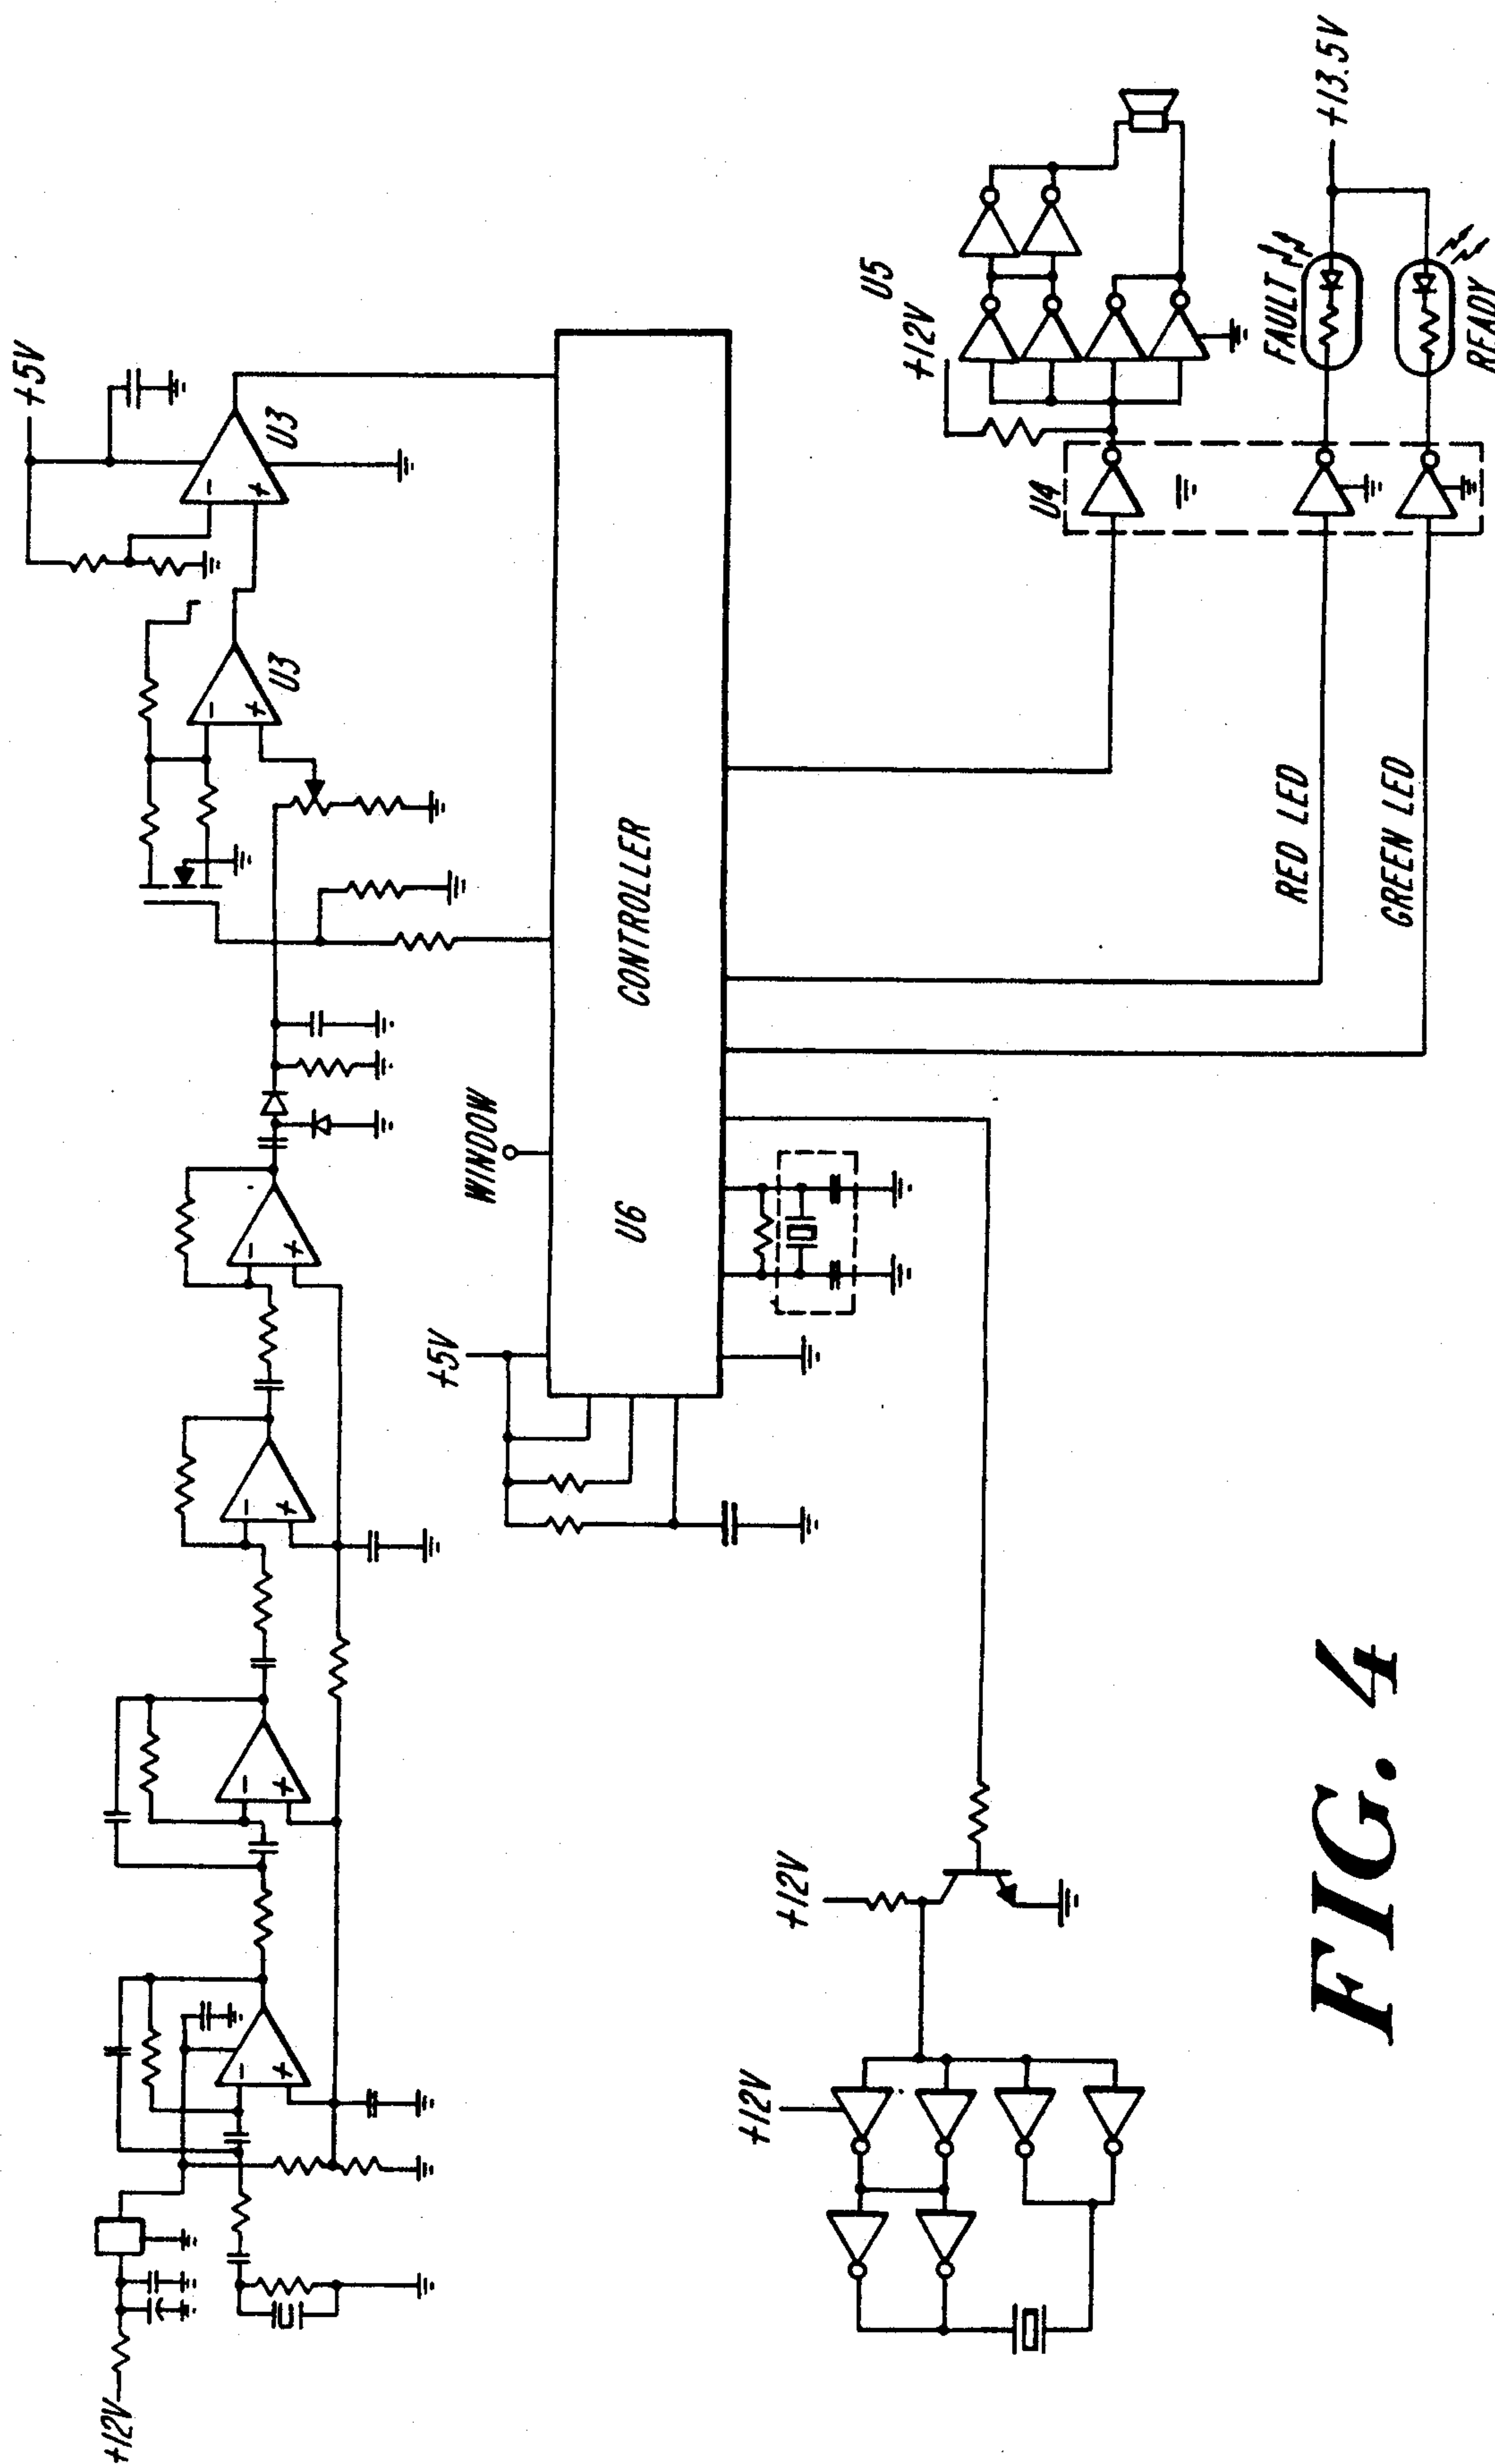 +5V
U3
U3
WINDOW
+5V
U6
CONTROLLER
+12V
U5
U4
FAULT
+13.5V
READY
RED LED
GREEN LED
+12V
+12V
+12V
- +
- +
- +
- +
- +
- +
FIG. 4